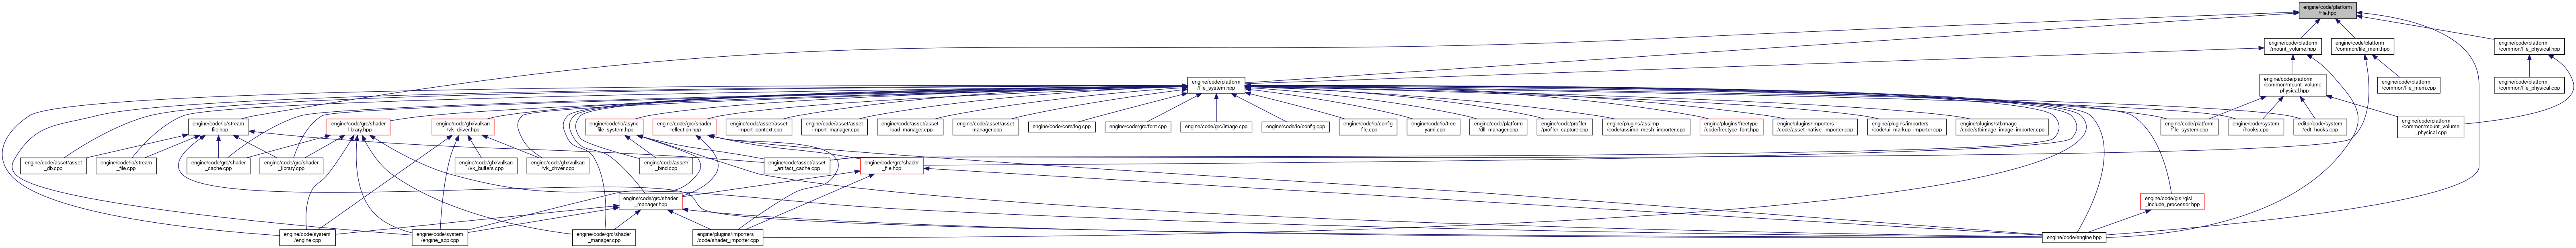 engine/code/platform
/file.hpp
engine/code/platform
/mount_volume.hpp
engine/code/platform
/common/file_mem.hpp
engine/code/platform
/common/file_physical.hpp
engine/code/platform
/file_system.hpp
engine/code/platform
/common/mount_volume
_physical.hpp
engine/code/platform
/common/file_mem.cpp
engine/code/platform
/common/file_physical.cpp
engine/code/io/stream
_file.hpp
engine/code/grc/shader
_library.hpp
engine/code/gfx/vulkan
/vk_driver.hpp
engine/code/io/async
_file_system.hpp
engine/code/grc/shader
_reflection.hpp
engine/code/asset/asset
_import_context.cpp
engine/code/asset/asset
_import_manager.cpp
engine/code/asset/asset
_load_manager.cpp
engine/code/asset/asset
_manager.cpp
engine/code/core/log.cpp
engine/code/grc/font.cpp
engine/code/grc/image.cpp
engine/code/io/config.cpp
engine/code/io/config
_file.cpp
engine/code/io/tree
_yaml.cpp
engine/code/platform
/dll_manager.cpp
engine/code/profiler
/profiler_capture.cpp
engine/plugins/assimp
/code/assimp_mesh_importer.cpp
engine/plugins/freetype
/code/freetype_font.hpp
engine/plugins/importers
/code/asset_native_importer.cpp
engine/plugins/importers
/code/ui_markup_importer.cpp
engine/plugins/stbimage
/code/stbimage_image_importer.cpp
engine/code/platform
/file_system.cpp
engine/code/system
/hooks.cpp
editor/code/system
/edt_hooks.cpp
engine/code/platform
/common/mount_volume
_physical.cpp
engine/code/asset/asset
_db.cpp
engine/code/io/stream
_file.cpp
engine/code/grc/shader
_cache.cpp
engine/code/grc/shader
_library.cpp
engine/code/gfx/vulkan
/vk_buffers.cpp
engine/code/gfx/vulkan
/vk_driver.cpp
engine/code/asset/
_bind.cpp
engine/code/asset/asset
_artifact_cache.cpp
engine/code/grc/shader
_file.hpp
engine/code/grc/shader
_manager.hpp
engine/code/glsl/glsl
_include_processor.hpp
engine/code/system
/engine.cpp
engine/code/system
/engine_app.cpp
engine/code/grc/shader
_manager.cpp
engine/plugins/importers
/code/shader_importer.cpp
engine/code/engine.hpp